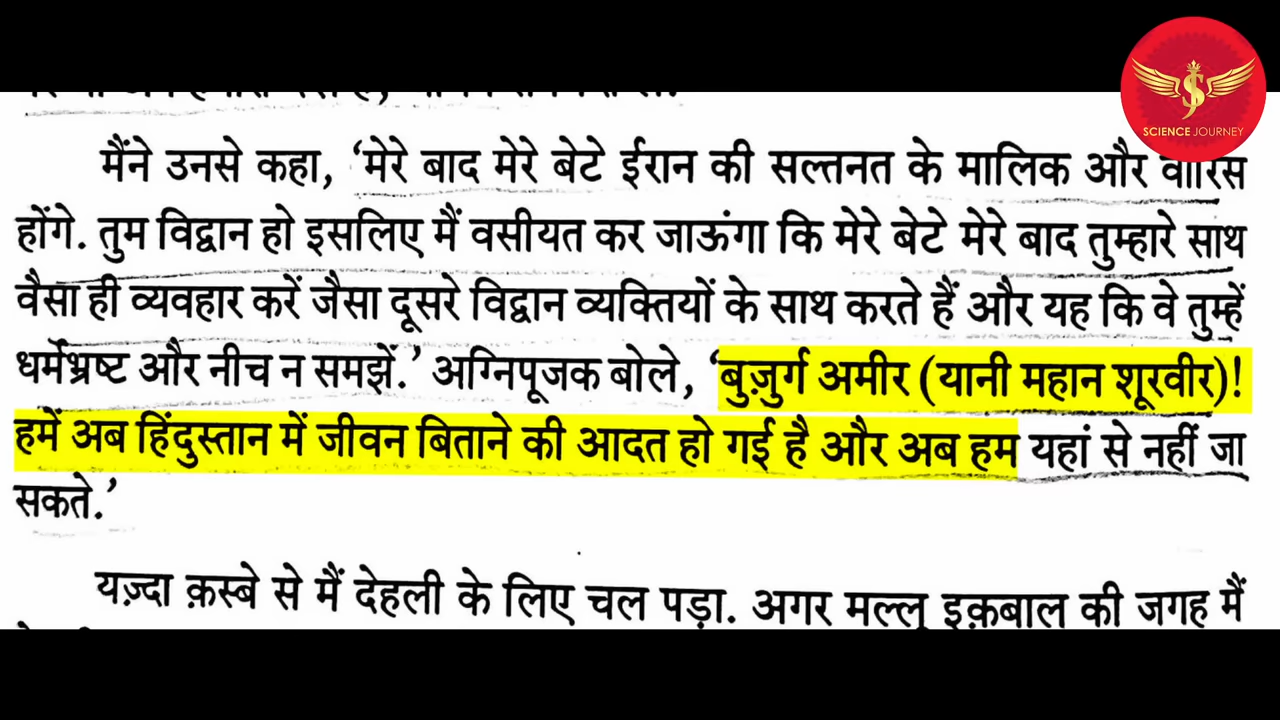 SCIENCE JOURNEY
मैंने उनसे कहा, ‘मेरे बाद मेरे बेटे ईरान की सल्तनत के मालिक और वारिस
होंगे. तुम विद्वान हो इसलिए मैं वसीयत कर जाऊंगा कि मेरे बेटे मेरे बाद तुम्हारे साथ
वैसा ही व्यवहार करें जैसा दूसरे विद्वान व्यक्तियों के साथ करते हैं और यह कि वे तुम्हें
धर्मभ्रष्ट और नीच न समझें.’ अग्निपूजक बोले, ‘बुज़ुर्ग अमीर (यानी महान शूरवीर)!
हमें अब हिंदुस्तान में जीवन बिताने की आदत हो गई है और अब हम यहां से नहीं जा
सकते.’
यज़्दा क़स्बे से मैं देहली के लिए चल पड़ा. अगर मल्लू इक़बाल की जगह मैं